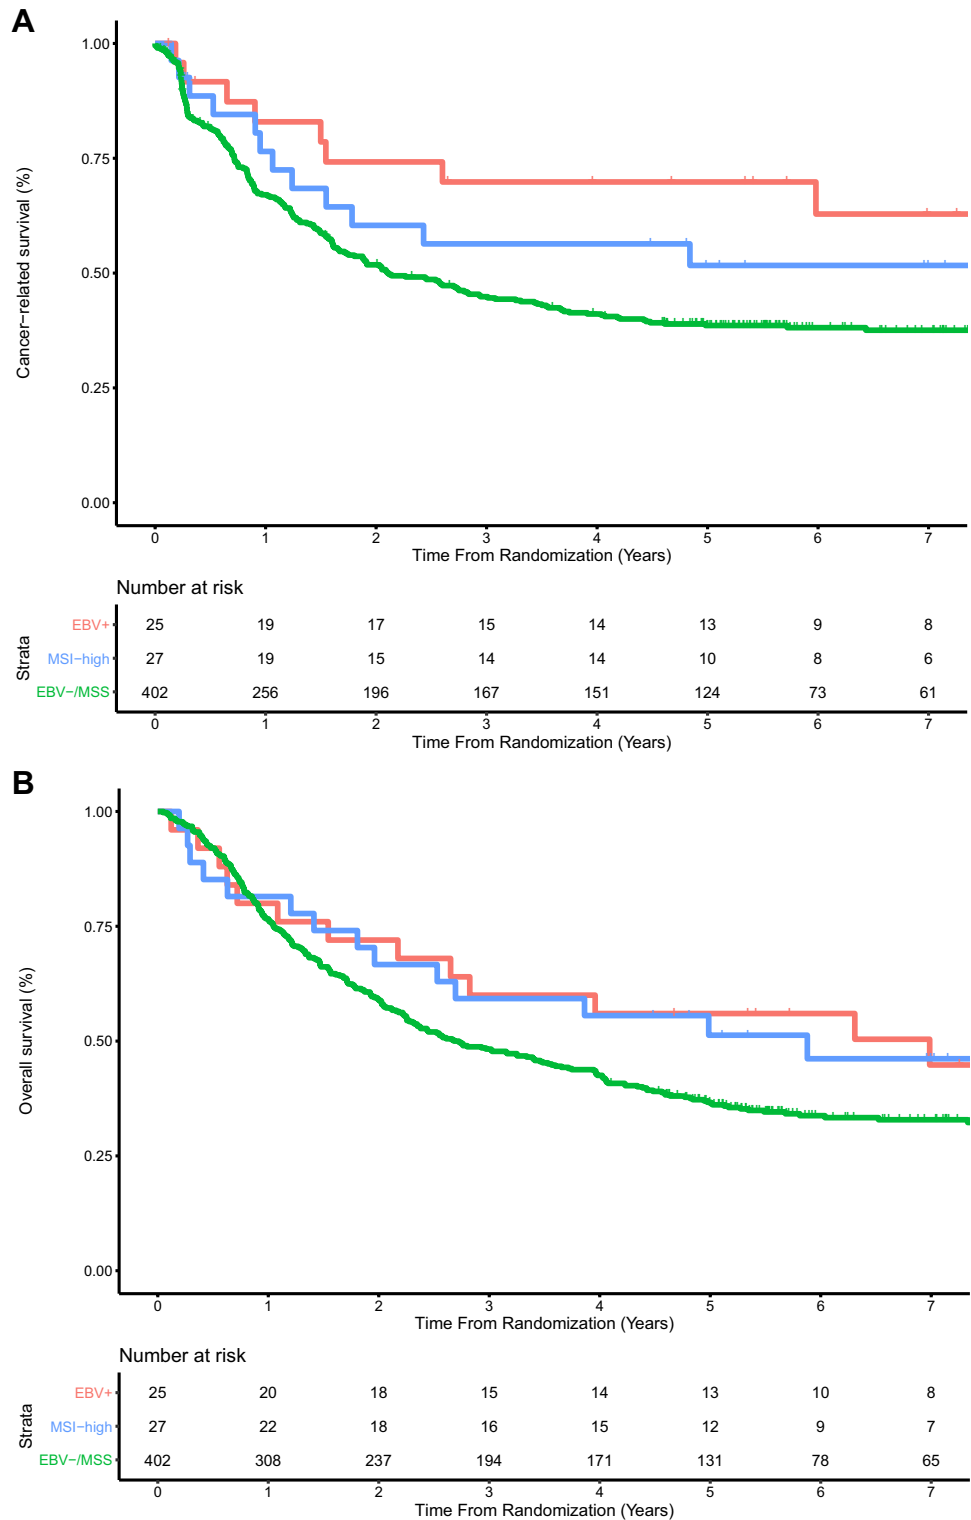 A
Cancer−related survival (%)
1.00
0.75
0.50
0.25
0.00
0 1 2 3 4 5 6 7
Time From Randomization (Years)
Number at risk
Strata
EBV+ 25 19 17 15 14 13 9 8
MSI−high 27 19 15 14 14 10 8 6
EBV−/MSS 402 256 196 167 151 124 73 61
0 1 2 3 4 5 6 7
Time From Randomization (Years)
B
Overall survival (%)
1.00
0.75
0.50
0.25
0.00
0 1 2 3 4 5 6 7
Time From Randomization (Years)
Number at risk
Strata
EBV+ 25 20 18 15 14 13 10 8
MSI−high 27 22 18 16 15 12 9 7
EBV−/MSS 402 308 237 194 171 131 78 65
0 1 2 3 4 5 6 7
Time From Randomization (Years)